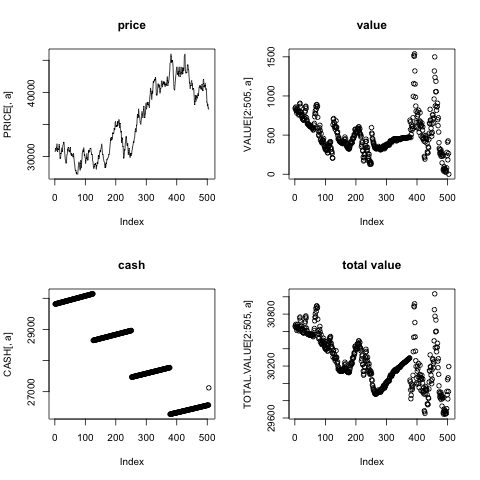 price
value
PRICE[, a]
30000
40000
0
100
200
300
400
500
Index
VALUE[2:505, a]
0
500
1000
1500
0
100
200
300
400
500
Index
cash
total value
CASH[, a]
27000
29000
0
100
200
300
400
500
Index
TOTAL.VALUE[2:505, a]
29600
30200
30800
0
100
200
300
400
500
Index